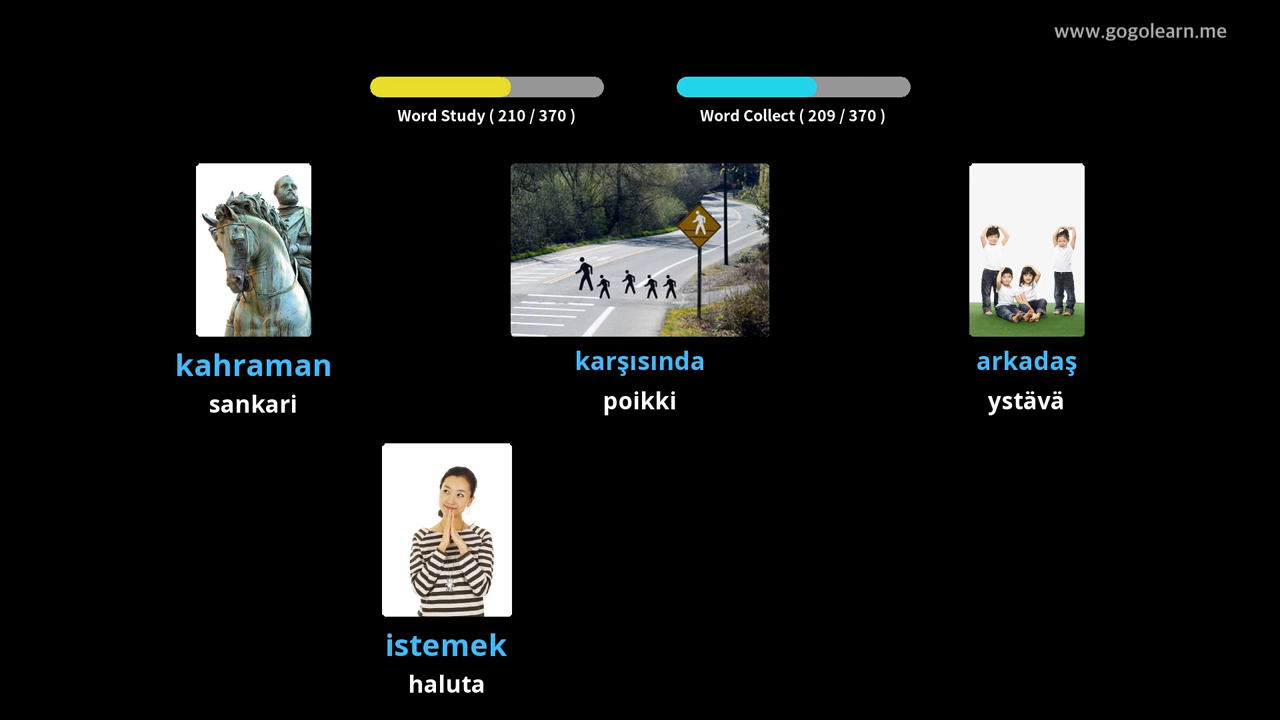 www.gogolearn.me
Word Study ( 210 / 370 )
Word Collect ( 209 / 370 )
kahraman
sankari
karşısında
poikki
arkadaş
ystävä
istemek
haluta